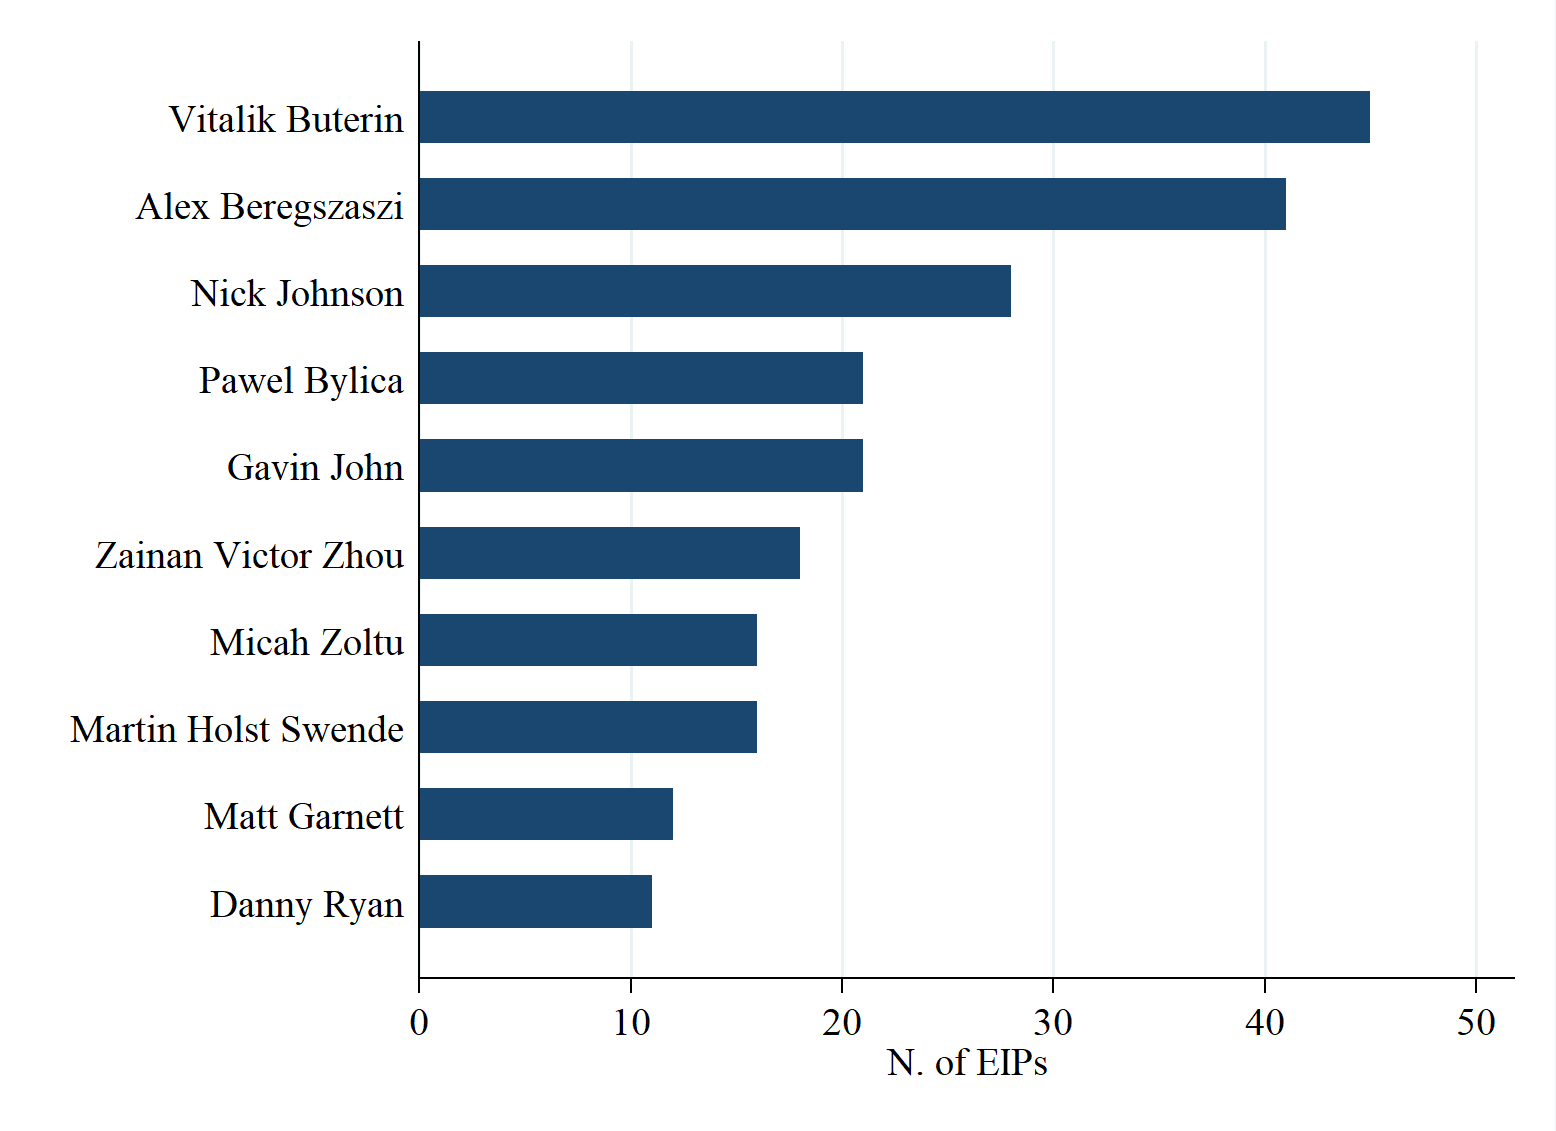 Vitalik Buterin
Alex Beregszaszi
Nick Johnson
Pawel Bylica
Gavin John
Zainan Victor Zhou
Micah Zoltu
Martin Holst Swende
Matt Garnett
Danny Ryan
0 10 20 30 40 50
N. of EIPs